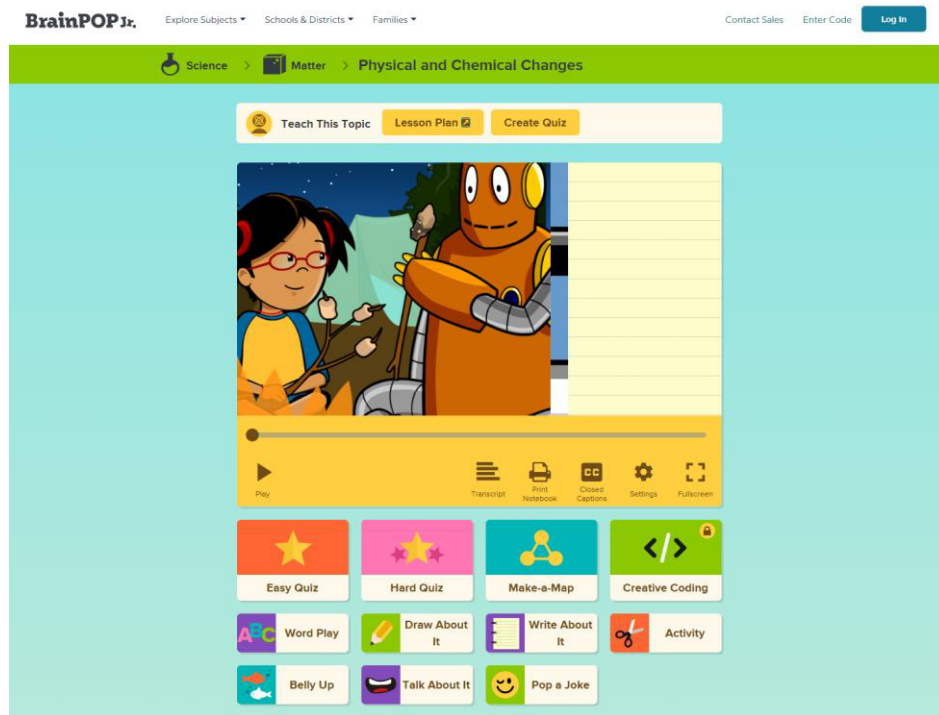 BrainPOP Jr. Explore Subjects Schools & Districts Families Contact Sales Enter Code Log In
Science > Matter > Physical and Chemical Changes
Teach This Topic Lesson Plan Create Quiz
Play Transcript Print Notebook CC Closed Captions Settings Fullscreen
Easy Quiz Hard Quiz Make-a-Map </> Creative Coding
ABC Word Play Draw About It Write About It Activity
Belly Up Talk About It Pop a Joke